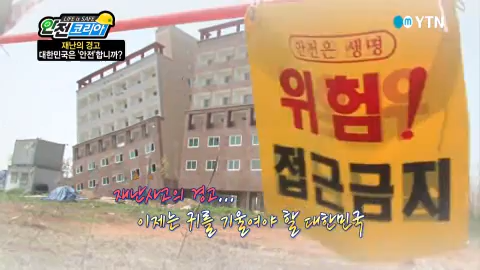 LIFE is SAFE
안전코리아
재난의 경고
대한민국은 '안전'합니까?
YTN
안전은 생명
위험!
접근금지
재난사고의 경고...
이제는 귀를 기울여야 할 대한민국